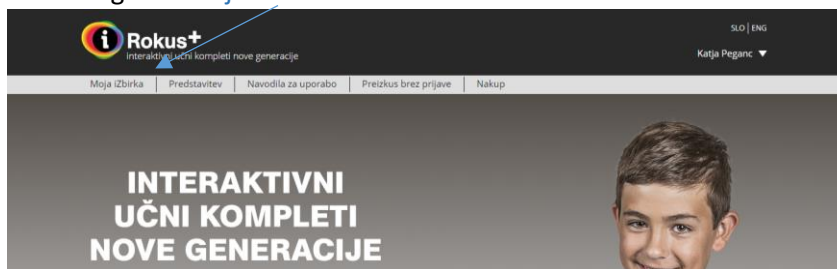 SLO | ENG
i Rokus+
interaktivni učni kompleti nove generacije
Katja Peganc ▼
Moja iZbirka | Predstavitev | Navodila za uporabo | Preizkus brez prijave | Nakup
INTERAKTIVNI
UČNI KOMPLETI
NOVE GENERACIJE